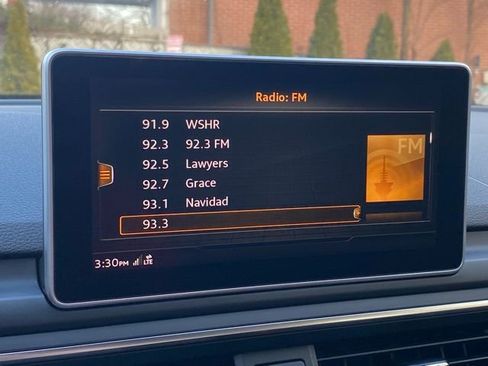 Radio: FM
91.9 WSHR
92.3 92.3 FM
92.5 Lawyers
92.7 Grace
93.1 Navidad
93.3
FM
3:30PM LTE